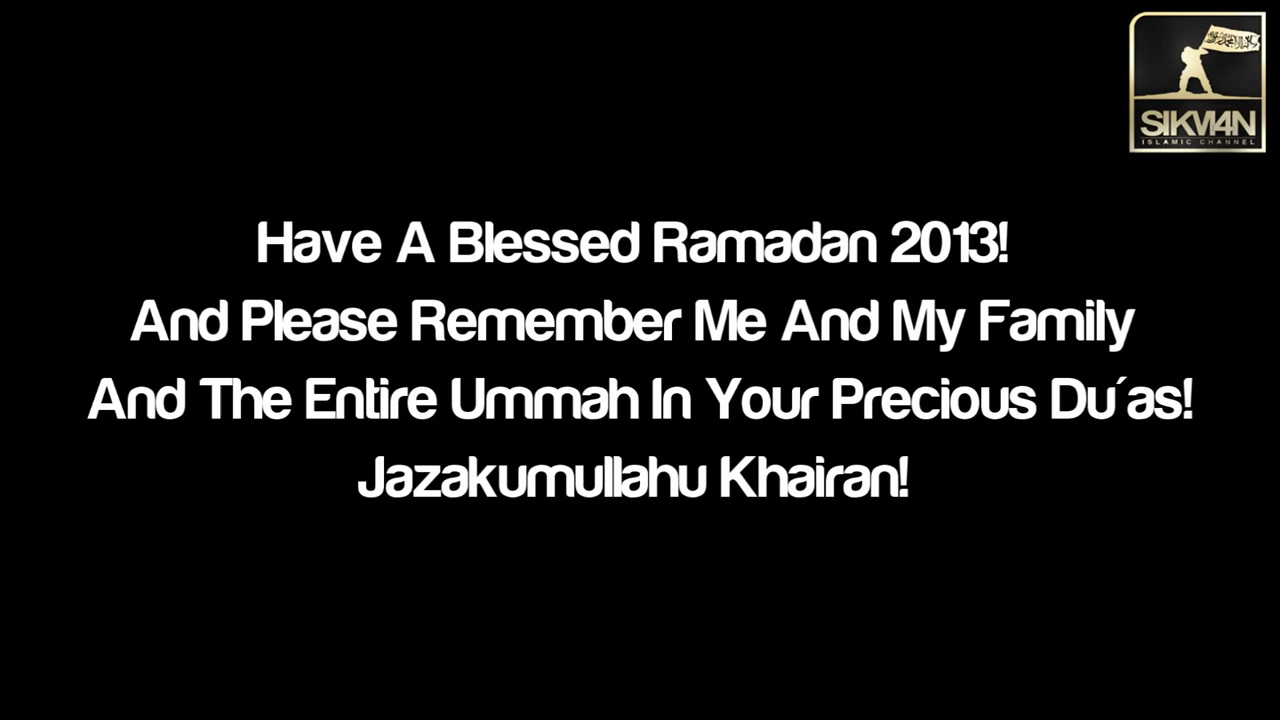 SIKVI4N
ISLAMIC CHANNEL
Have A Blessed Ramadan 2013!
And Please Remember Me And My Family
And The Entire Ummah In Your Precious Du´as!
Jazakumullahu Khairan!